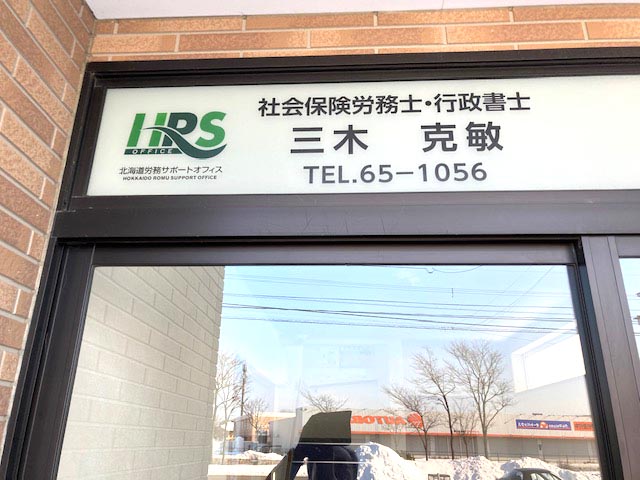 HRS
OFFICE
北海道労務サポートオフィス
HOKKAIDO ROMU SUPPORT OFFICE
社会保険労務士・行政書士
三木 克敏
TEL.65-1056